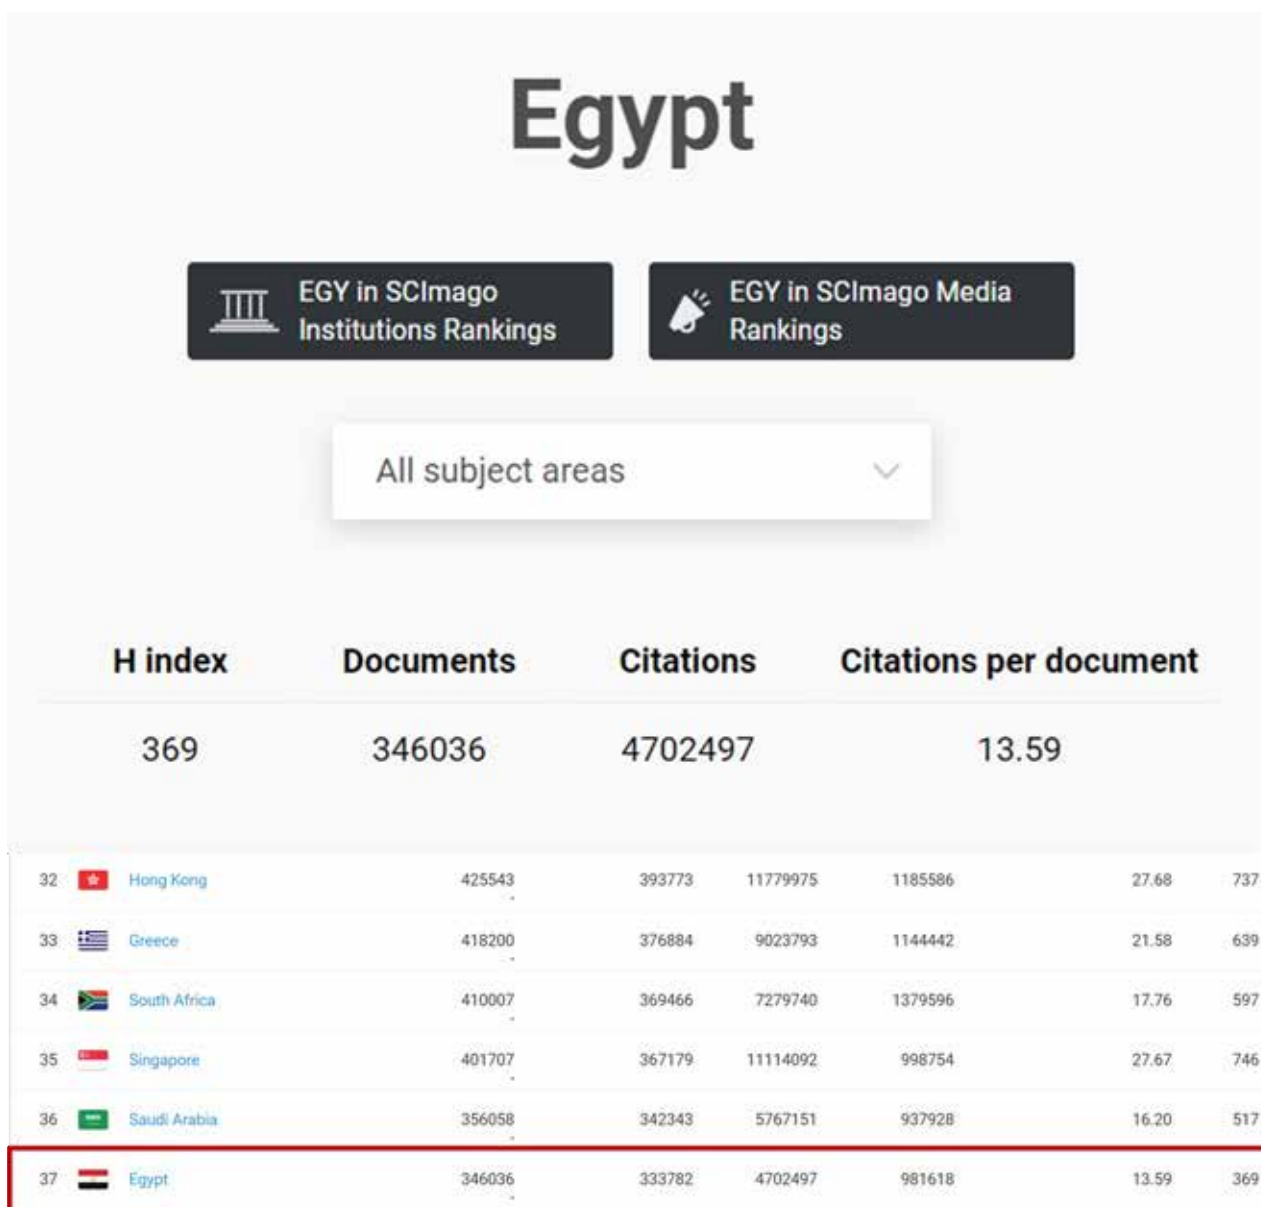 Egypt
EGY in SCImago
Institutions Rankings
EGY in SCImago Media
Rankings
All subject areas
H index Documents Citations Citations per document
369 346036 4702497 13.59
32 Hong Kong 425543 393773 11779975 1185586 27.68 737
33 Greece 418200 376884 9023793 1144442 21.58 639
34 South Africa 410007 369466 7279740 1379596 17.76 597
35 Singapore 401707 367179 11114092 998754 27.67 746
36 Saudi Arabia 356058 342343 5767151 937928 16.20 517
37 Egypt 346036 333782 4702497 981618 13.59 369